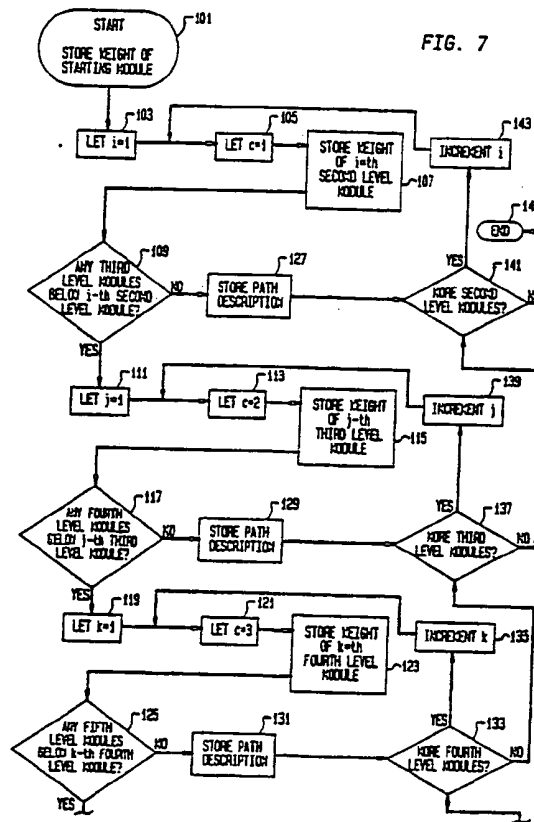 FIG. 7
START
STORE WEIGHT OF
STARTING MODULE
101
LET i=1
103
LET c=1
105
STORE WEIGHT
OF i=th
SECOND LEVEL
MODULE
107
INCREMENT i
143
END
14
ANY THIRD
LEVEL MODULES
BELOW i-th SECOND
LEVEL MODULE?
109
NO
YES
STORE PATH
DESCRIPTION
127
MORE SECOND
LEVEL MODULES?
141
YES
LET j=1
111
LET c=2
113
STORE WEIGHT
OF j-th
THIRD LEVEL
MODULE
115
INCREMENT j
139
ANY FOURTH
LEVEL MODULES
BELOW j-th THIRD
LEVEL MODULE?
117
NO
YES
STORE PATH
DESCRIPTION
129
MORE THIRD
LEVEL MODULES?
137
YES
NO
LET k=1
119
LET c=3
121
STORE WEIGHT
OF k=th
FOURTH LEVEL
MODULE
123
INCREMENT k
135
ANY FIFTH
LEVEL MODULES
BELOW k-th FOURTH
LEVEL MODULE?
125
NO
YES
STORE PATH
DESCRIPTION
131
MORE FOURTH
LEVEL MODULES?
133
YES
NO